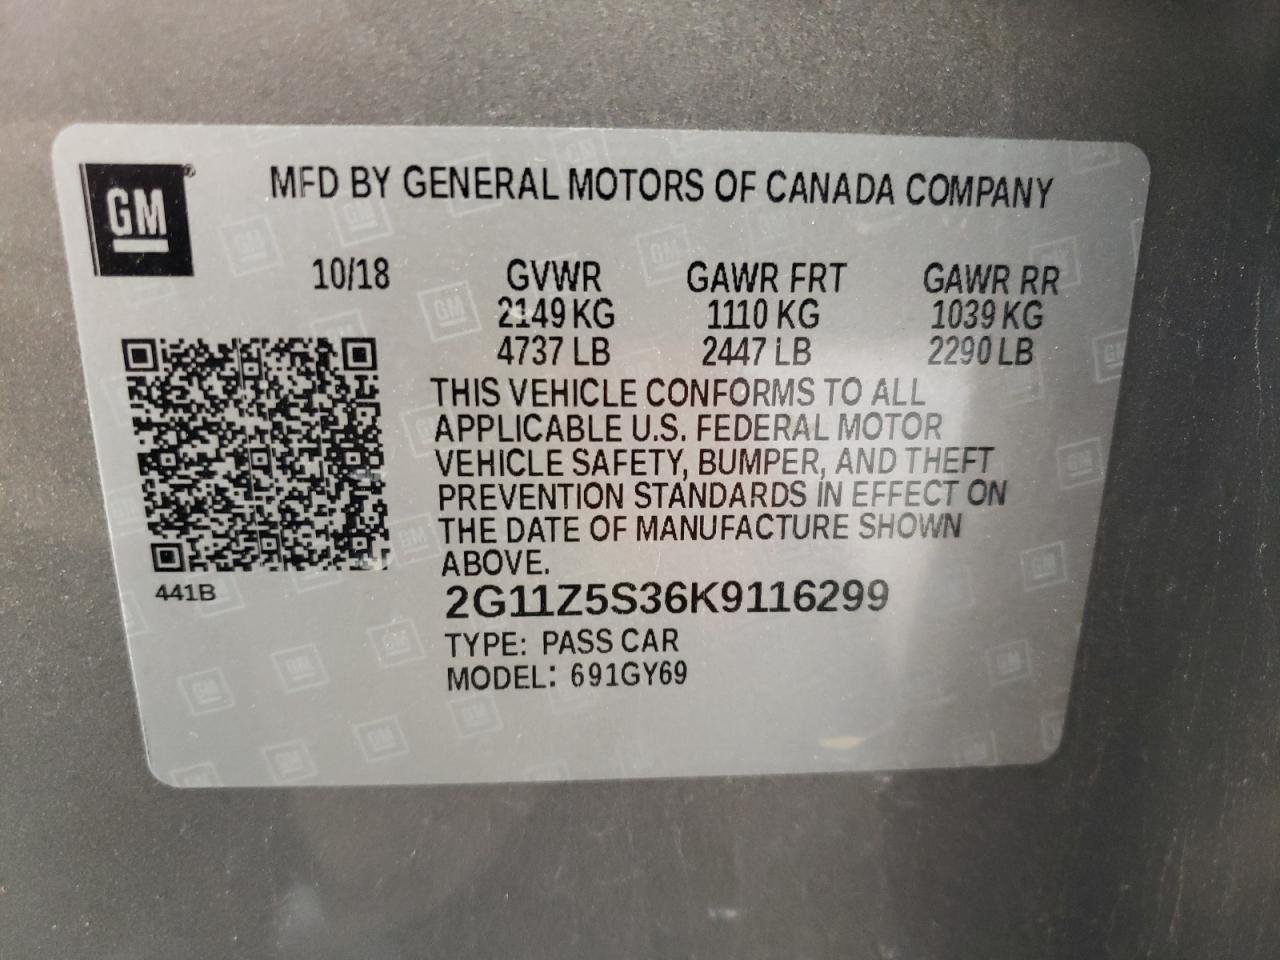 GM
MFD BY GENERAL MOTORS OF CANADA COMPANY
10/18 GVWR GAWR FRT GAWR RR
2149 KG 1110 KG 1039 KG
4737 LB 2447 LB 2290 LB
THIS VEHICLE CONFORMS TO ALL
APPLICABLE U.S. FEDERAL MOTOR
VEHICLE SAFETY, BUMPER, AND THEFT
PREVENTION STANDARDS IN EFFECT ON
THE DATE OF MANUFACTURE SHOWN
ABOVE.
441B
2G11Z5S36K9116299
TYPE: PASS CAR
MODEL: 691GY69